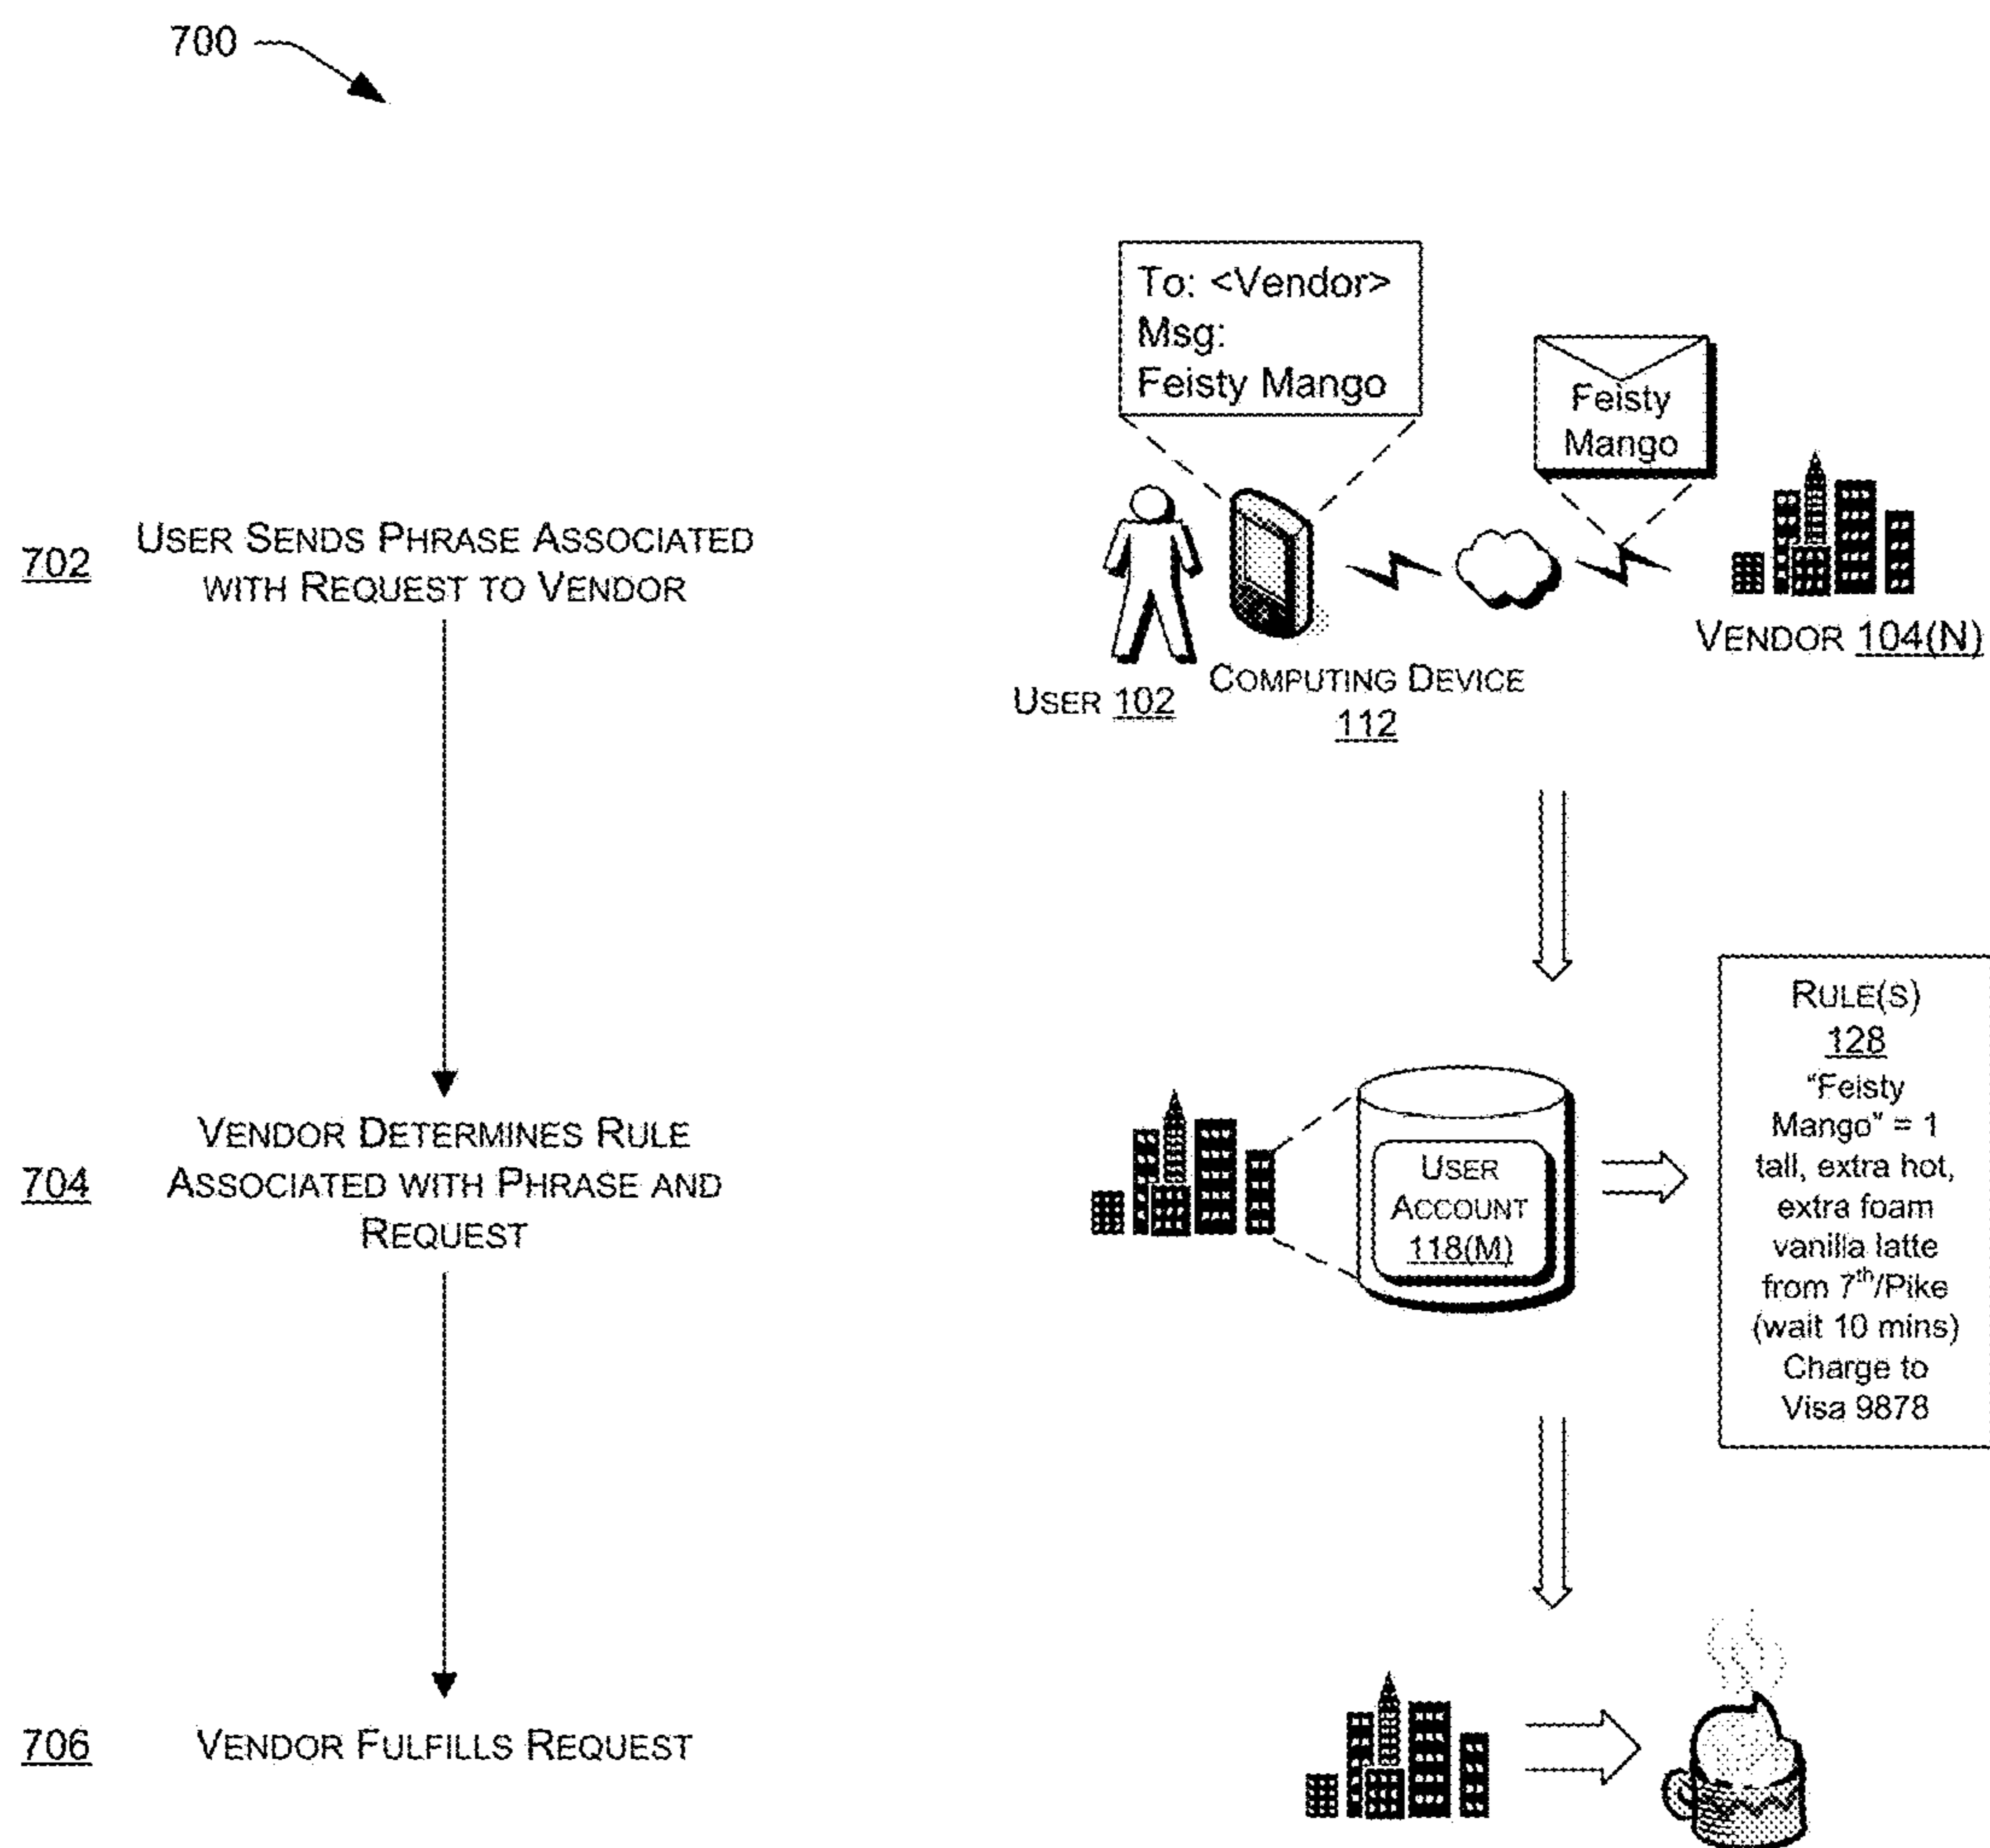 700
To: <Vendor>
Msg:
Feisty Mango
Feisty
Mango
702
USER SENDS PHRASE ASSOCIATED
WITH REQUEST TO VENDOR
USER 102
COMPUTING DEVICE
112
VENDOR 104(N)
704
VENDOR DETERMINES RULE
ASSOCIATED WITH PHRASE AND
REQUEST
USER
ACCOUNT
118(M)
RULE(S)
128
“Feisty
Mango” = 1
tall, extra hot,
extra foam
vanilla latte
from 7th/Pike
(wait 10 mins)
Charge to
Visa 9878
706
VENDOR FULFILLS REQUEST